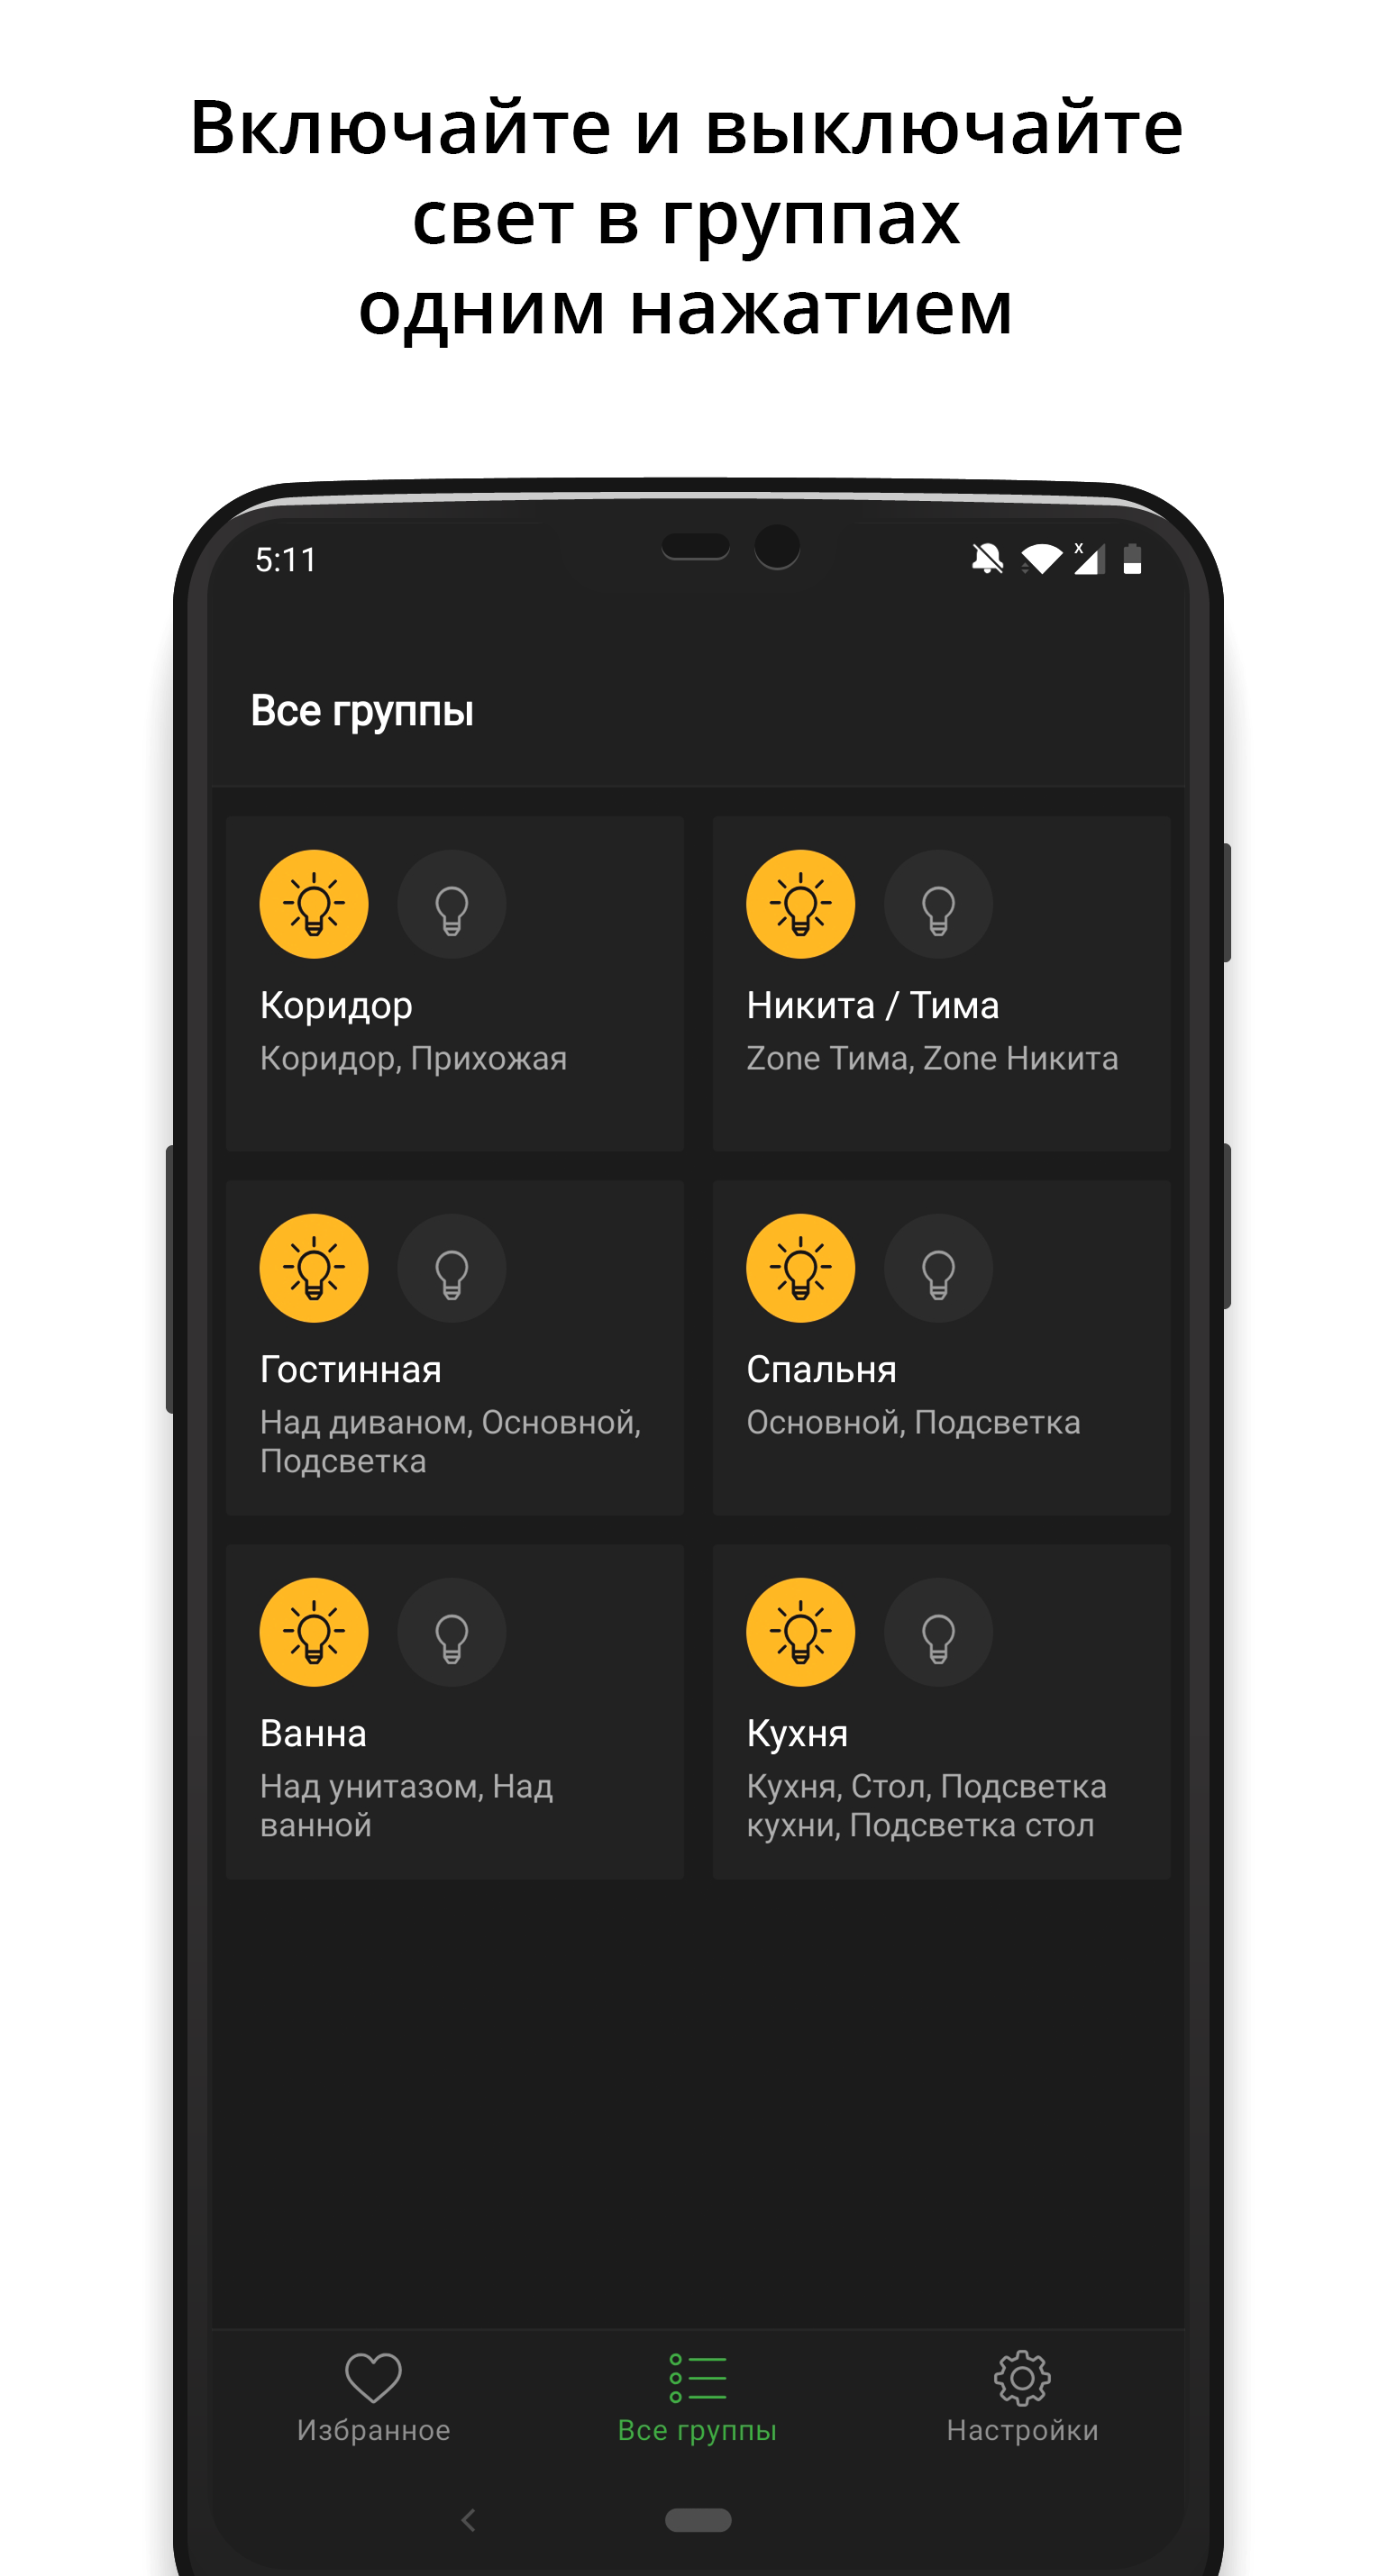 Включайте и выключайте
свет в группах
одним нажатием
5:11
x
Все группы
Коридор
Коридор, Прихожая
Никита / Тима
Zone Тима, Zone Никита
Гостинная
Над диваном, Основной,
Подсветка
Спальня
Основной, Подсветка
Ванна
Над унитазом, Над
ванной
Кухня
Кухня, Стол, Подсветка
кухни, Подсветка стол
Избранное
Все группы
Настройки